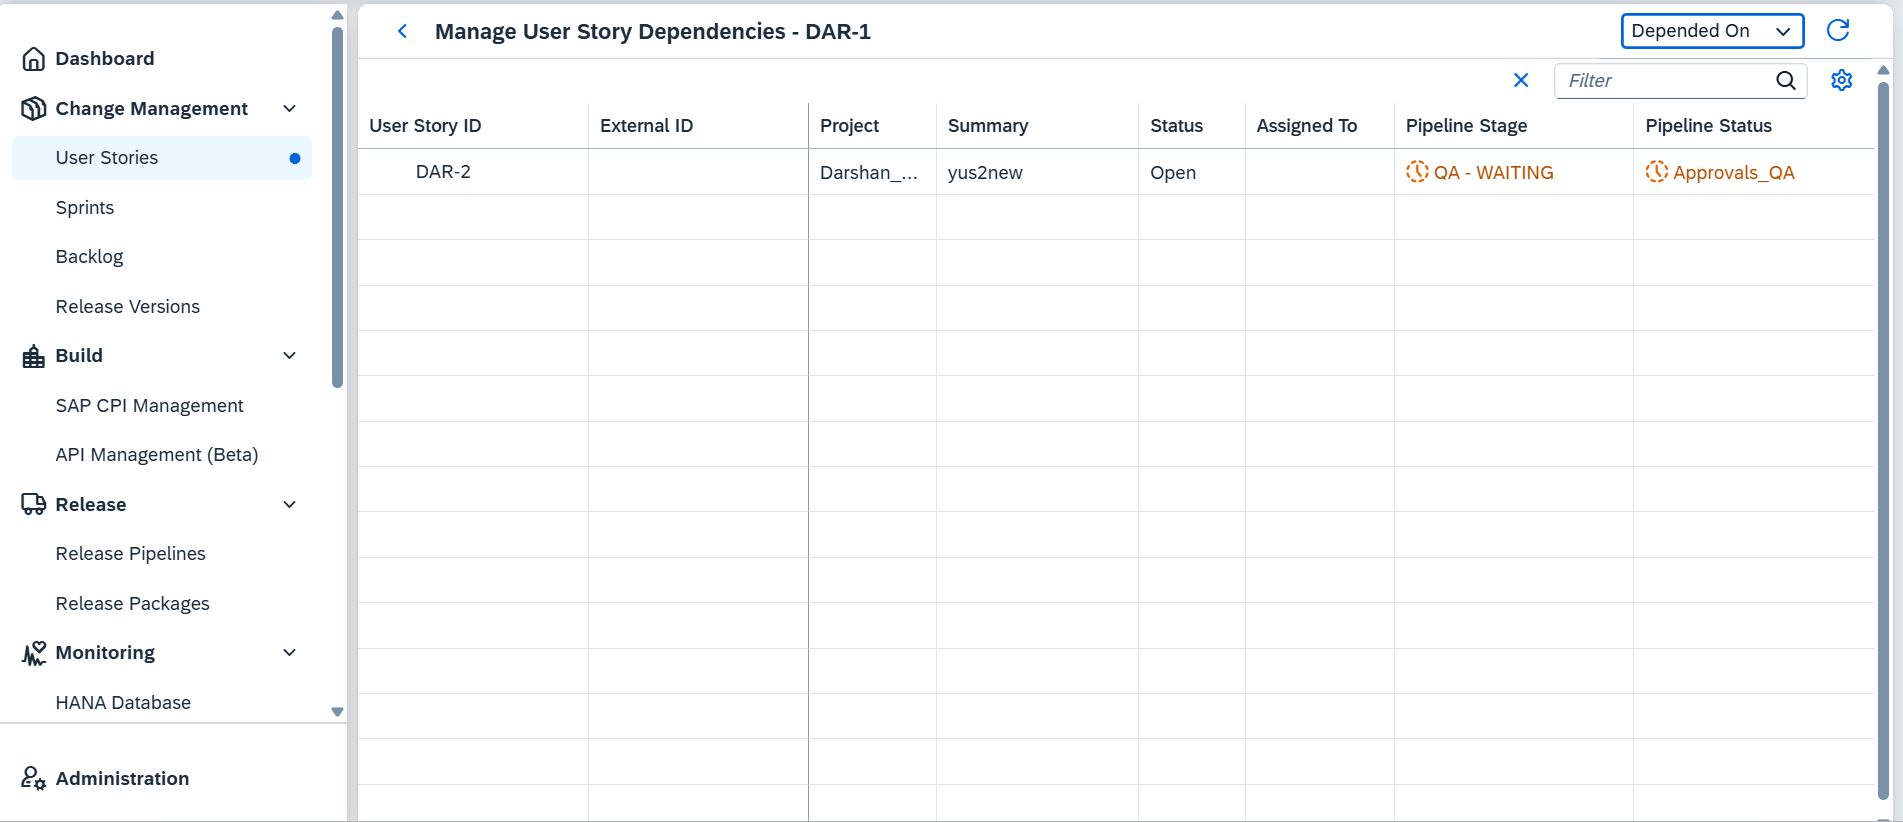 Dashboard
Change Management
User Stories
Sprints
Backlog
Release Versions
Build
SAP CPI Management
API Management (Beta)
Release
Release Pipelines
Release Packages
Monitoring
HANA Database
Administration
Manage User Story Dependencies - DAR-1
Depended On
Filter
User Story ID External ID Project Summary Status Assigned To Pipeline Stage Pipeline Status
DAR-2 Darshan_... yus2new Open QA - WAITING Approvals_QA